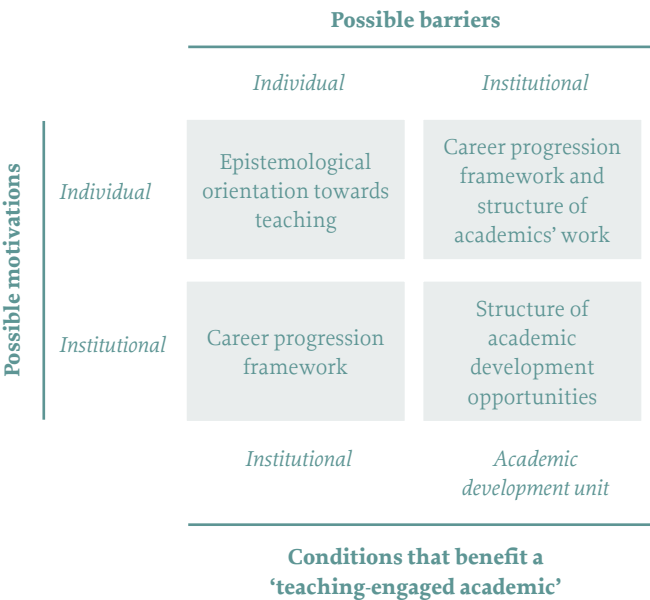 Possible barriers
Individual
Institutional
Possible motivations
Individual
Epistemological
orientation towards
teaching
Career progression
framework and
structure of
academics’ work
Institutional
Career progression
framework
Structure of
academic
development
opportunities
Institutional
Academic
development unit
Conditions that benefit a
‘teaching-engaged academic’